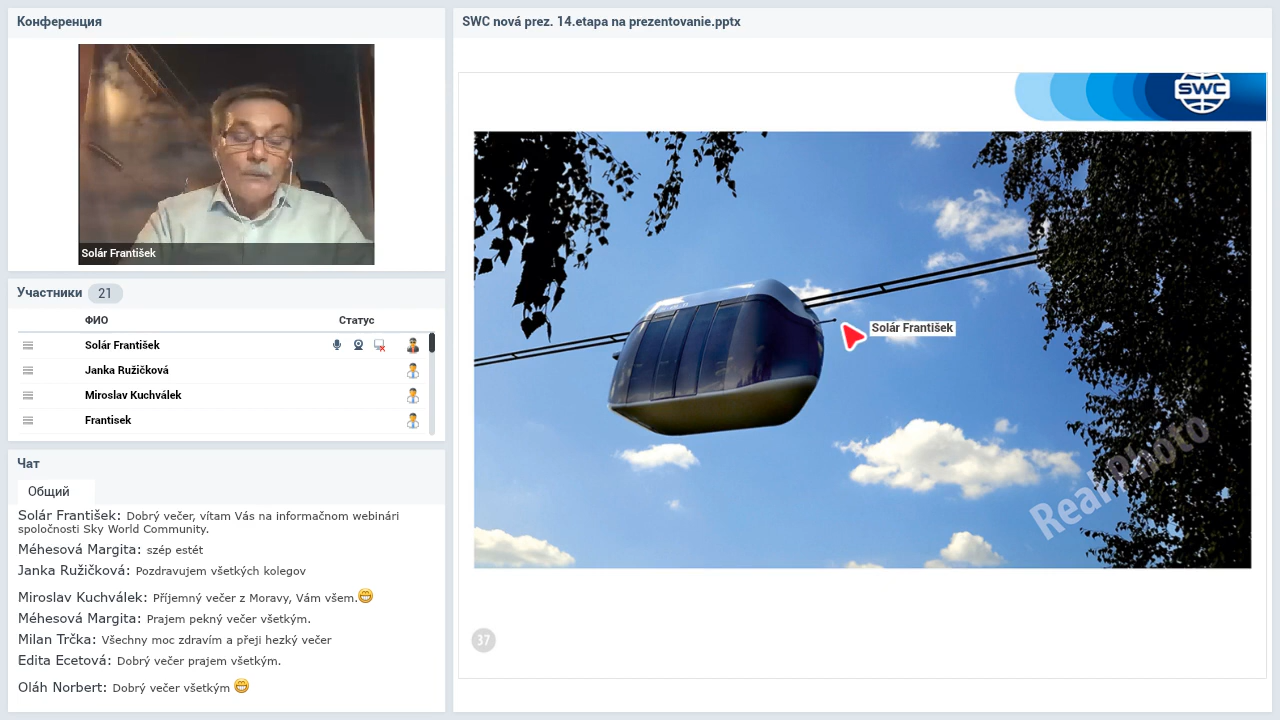 Конференция
Solár František
Участники 21
ФИО Статус
Solár František
Janka Ružičková
Miroslav Kuchválek
Frantisek
Чат
Общий
Solár František: Dobrý večer, vítam Vás na informačnom webinári
spoločnosti Sky World Community.
Méhesová Margita: szép estét
Janka Ružičková: Pozdravujem všetkých kolegov
Miroslav Kuchválek: Příjemný večer z Moravy, Vám všem.
Méhesová Margita: Prajem pekný večer všetkým.
Milan Trčka: Všechny moc zdravím a přeji hezký večer
Edita Ecetová: Dobrý večer prajem všetkým.
Oláh Norbert: Dobrý večer všetkým
SWC nová prez. 14.etapa na prezentovanie.pptx
SWC
Solár František
Real Photo
37